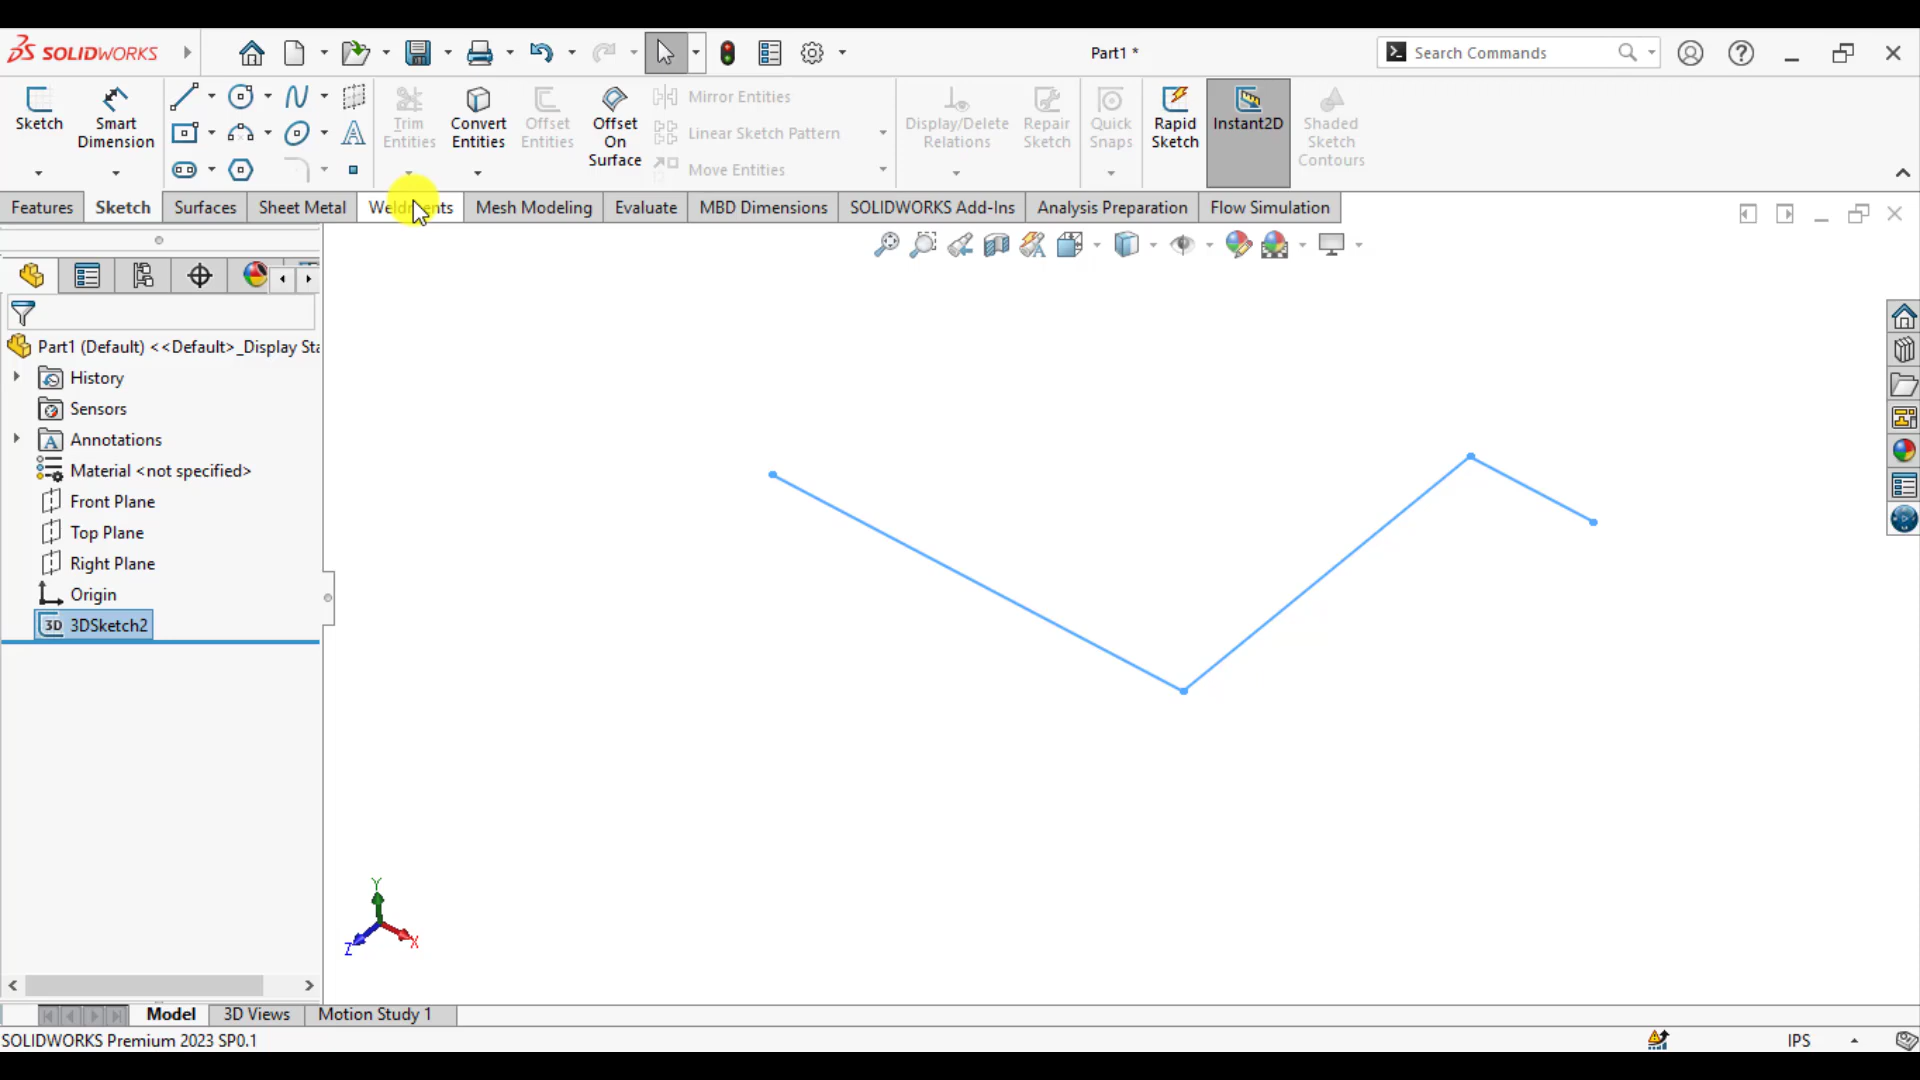 SOLIDWORKS
Part1 *
Search Commands
Sketch
Smart Dimension
Trim Entities
Convert Entities
Offset Entities
Offset On Surface
Mirror Entities
Linear Sketch Pattern
Move Entities
Display/Delete Relations
Repair Sketch
Quick Snaps
Rapid Sketch
Instant2D
Shaded Sketch Contours
Features
Sketch
Surfaces
Sheet Metal
Weldments
Mesh Modeling
Evaluate
MBD Dimensions
SOLIDWORKS Add-Ins
Analysis Preparation
Flow Simulation
Part1 (Default) <<Default>_Display Sta
History
Sensors
Annotations
Material <not specified>
Front Plane
Top Plane
Right Plane
Origin
3D 3DSketch2
Y
Z
X
Model
3D Views
Motion Study 1
SOLIDWORKS Premium 2023 SP0.1
IPS